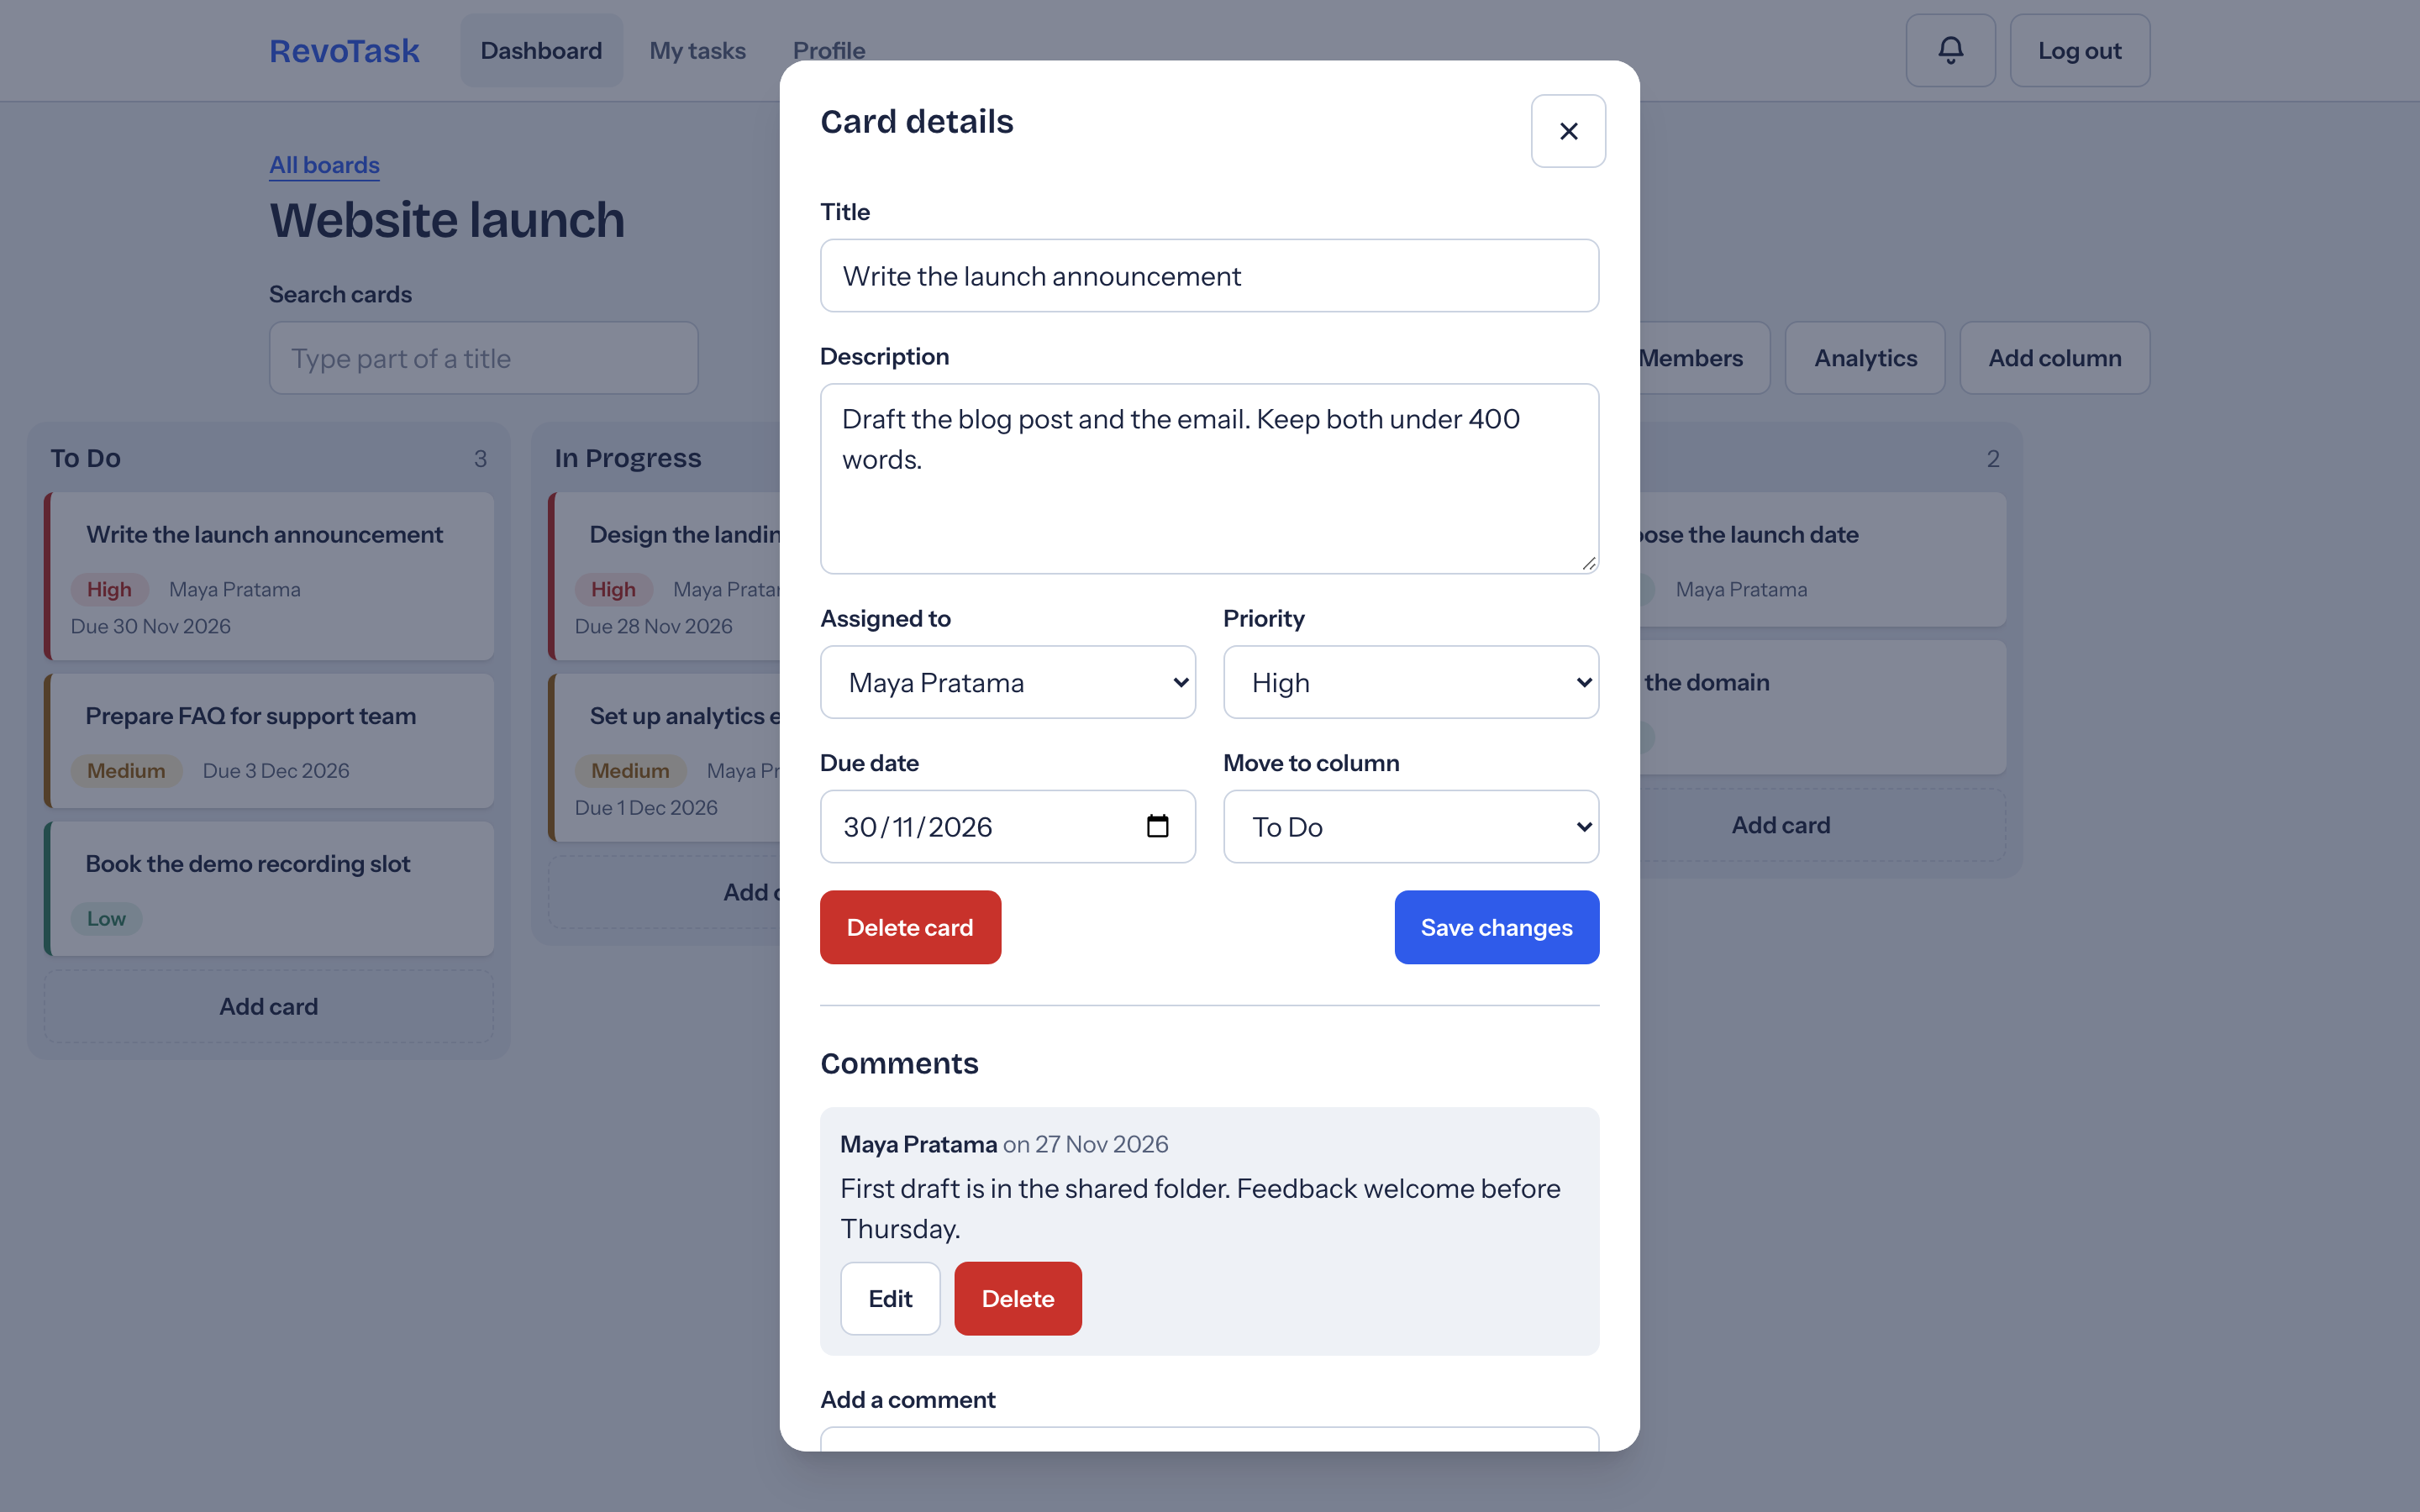 RevoTask
Dashboard
My tasks
Profile
Log out
All boards
Website launch
Search cards
Type part of a title
Members
Analytics
Add column
To Do
3
Write the launch announcement
High
Maya Pratama
Due 30 Nov 2026
Prepare FAQ for support team
Medium
Due 3 Dec 2026
Book the demo recording slot
Low
Add card
In Progress
Design the
High
Maya
Due 28 Nov 2026
Set up analytics
Medium
Maya
Due 1 Dec 2026
Add
2
the launch date
Maya Pratama
the domain
Add card
Card details
Title
Write the launch announcement
Description
Draft the blog post and the email. Keep both under 400
words.
Assigned to
Priority
Maya Pratama
High
Due date
Move to column
30/11/2026
To Do
Delete card
Save changes
Comments
Maya Pratama on 27 Nov 2026
First draft is in the shared folder. Feedback welcome before
Thursday.
Edit
Delete
Add a comment